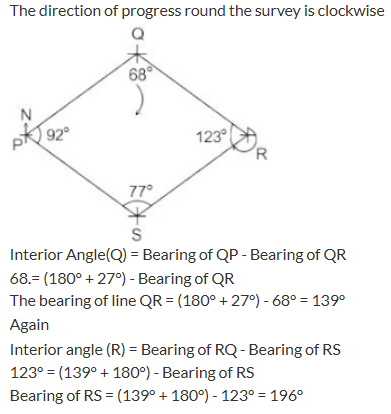 The direction of progress round the survey is clockwise
Q
68°
N
P 92°
123°
R
77°
S
Interior Angle(Q) = Bearing of QP - Bearing of QR
68.= (180° + 27°) - Bearing of QR
The bearing of line QR = (180° + 27°) - 68° = 139°
Again
Interior angle (R) = Bearing of RQ - Bearing of RS
123° = (139° + 180°) - Bearing of RS
Bearing of RS = (139° + 180°) - 123° = 196°